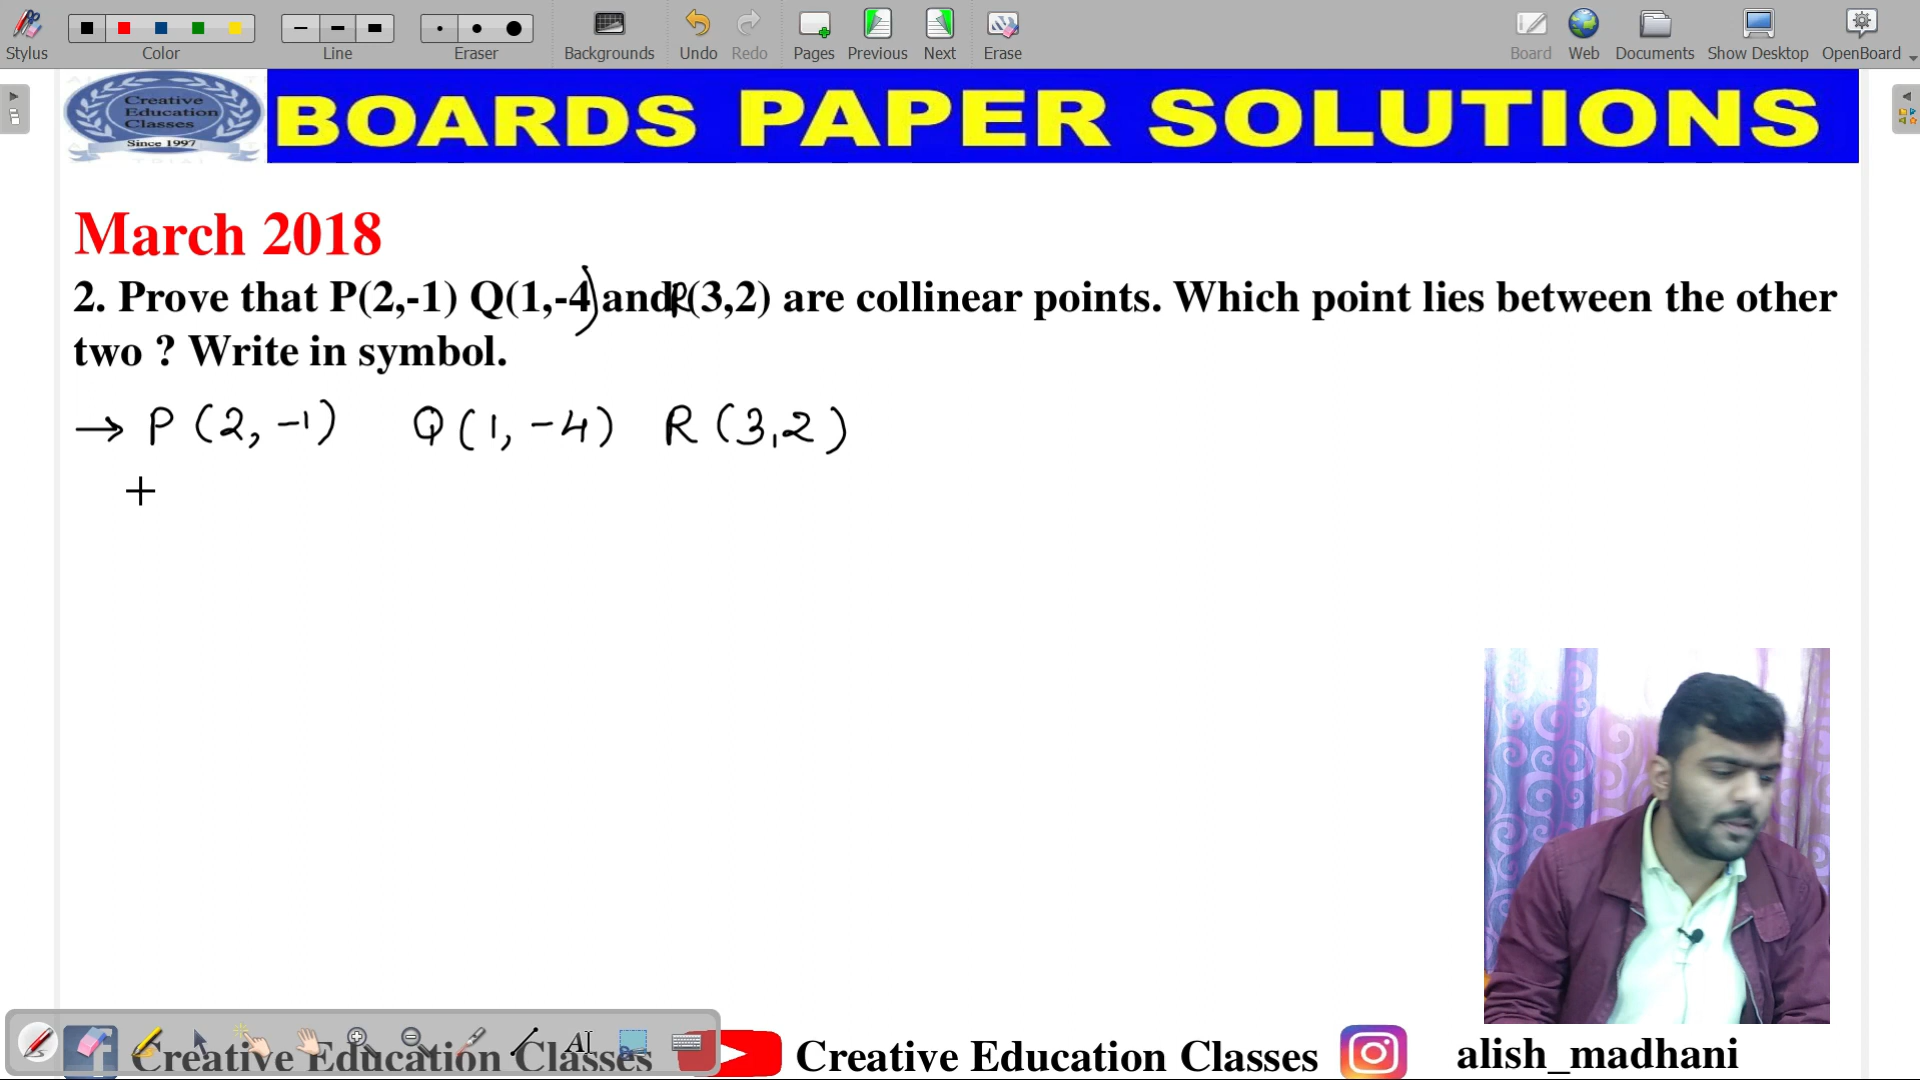 Stylus Color Line Eraser Backgrounds Undo Redo Pages Previous Next Erase Board Web Documents Show Desktop OpenBoard
Creative
Education
Classes
Since 1997
BOARDS PAPER SOLUTIONS
March 2018
2. Prove that P(2,-1) Q(1,-4) and R(3,2) are collinear points. Which point lies between the other
two ? Write in symbol.
→ P (2, -1) Q (1, -4) R (3,2)
Creative Education Classes Creative Education Classes alish_madhani